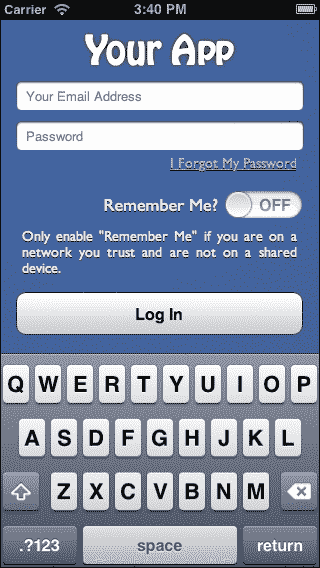 Carrier 3:40 PM
Your App
Your Email Address
Password
I Forgot My Password
Remember Me? OFF
Only enable "Remember Me" if you are on a
network you trust and are not on a shared
device.
Log In
Q W E R T Y U I O P
A S D F G H J K L
Z X C V B N M
.?123 space return